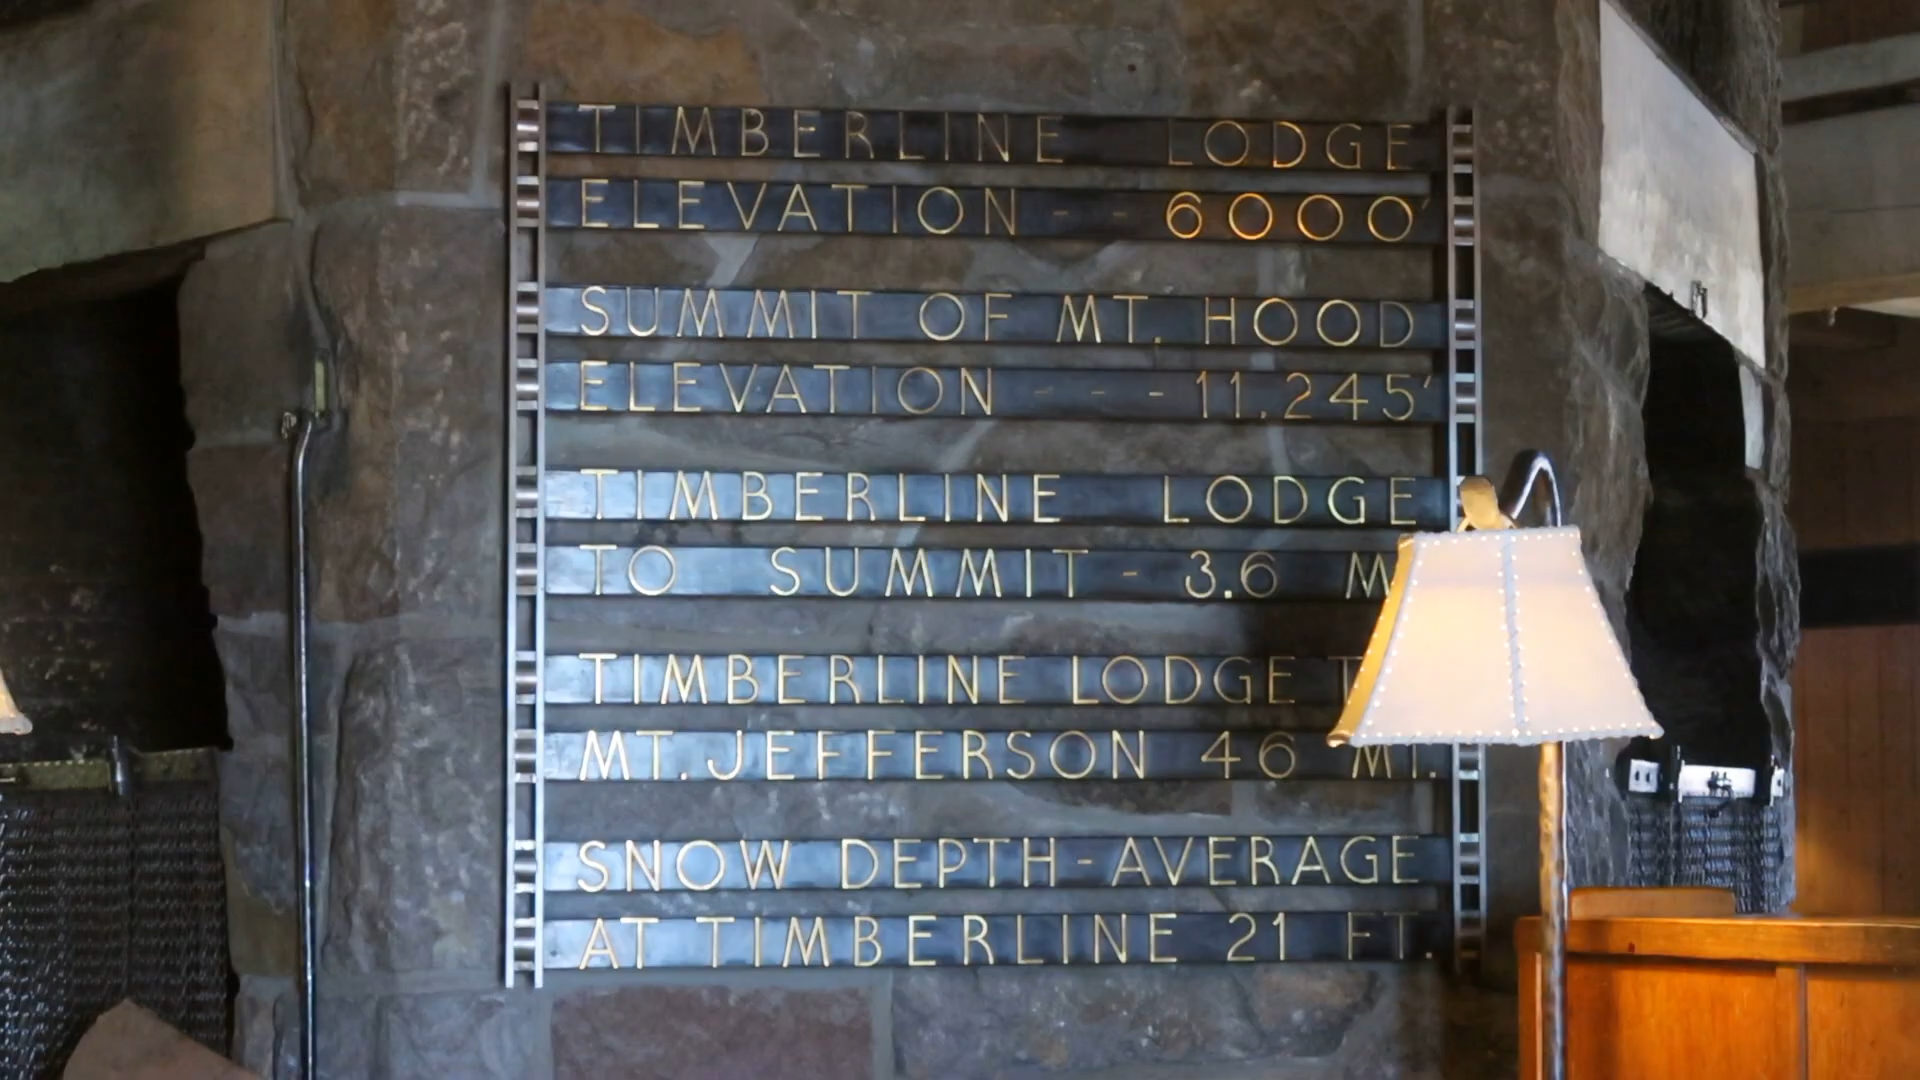 TIMBERLINE LODGE
ELEVATION - - 6000'
SUMMIT OF MT. HOOD
ELEVATION - - - 11,245'
TIMBERLINE LODGE
TO SUMMIT - 3.6
TIMBERLINE LODGE
MT. JEFFERSON 46 MI.
SNOW DEPTH - AVERAGE
AT TIMBERLINE 21 FT.